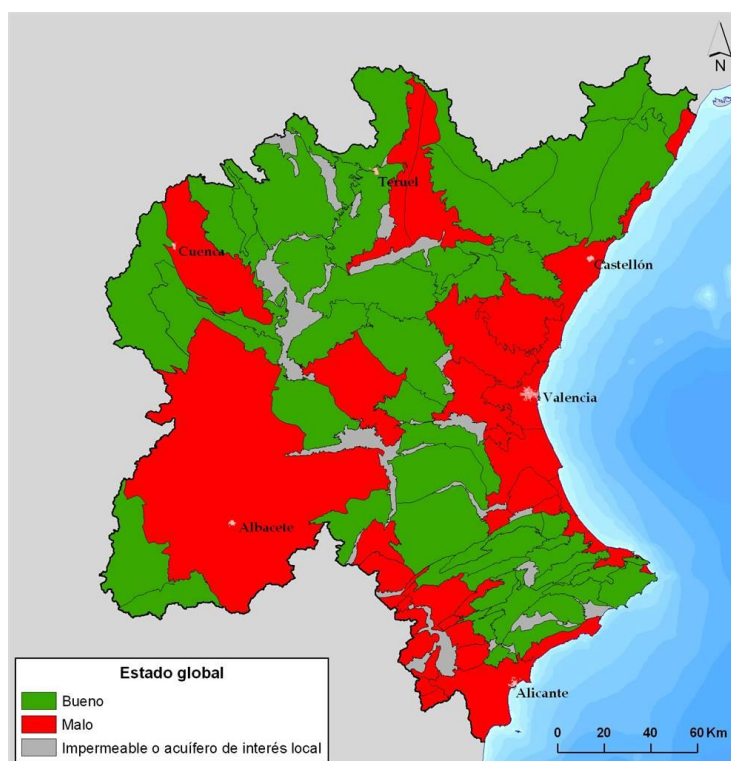 N
Teruel
Cuenca
Castellón
Valencia
Albacete
Alicante
Estado global
Bueno
Malo
Impermeable o acuífero de interés local
0 20 40 60 Km